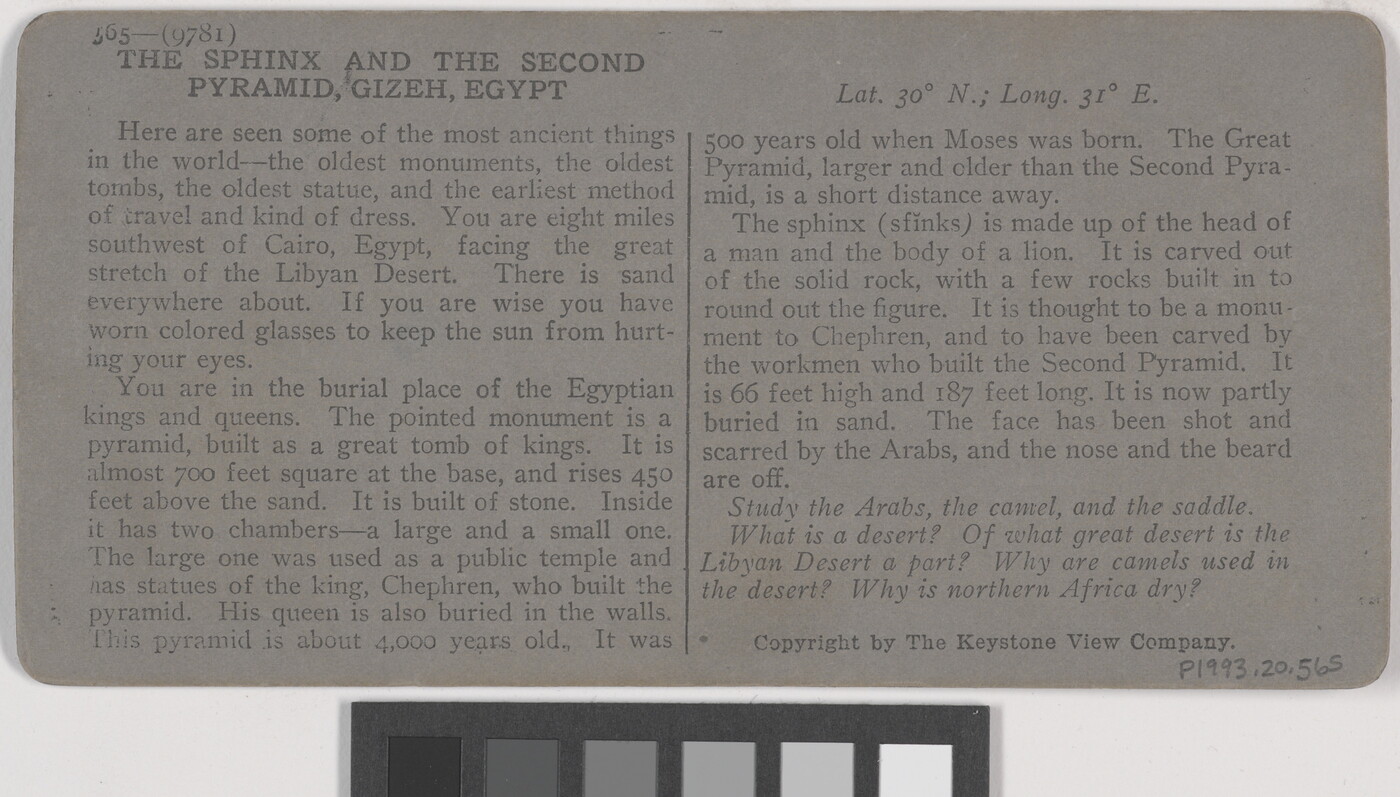 565—(9781)
THE SPHINX AND THE SECOND
PYRAMID, GIZEH, EGYPT
Here are seen some of the most ancient things
in the world—the oldest monuments, the oldest
tombs, the oldest statue, and the earliest method
of travel and kind of dress. You are eight miles
southwest of Cairo, Egypt, facing the great
stretch of the Libyan Desert. There is sand
everywhere about. If you are wise you have
worn colored glasses to keep the sun from hurt-
ing your eyes.
You are in the burial place of the Egyptian
kings and queens. The pointed monument is a
pyramid, built as a great tomb of kings. It is
almost 700 feet square at the base, and rises 450
feet above the sand. It is built of stone. Inside
it has two chambers—a large and a small one.
The large one was used as a public temple and
has statues of the king, Chephren, who built the
pyramid. His queen is also buried in the walls.
This pyramid is about 4,000 years old., It was
Lat. 30° N.; Long. 31° E.
500 years old when Moses was born. The Great
Pyramid, larger and older than the Second Pyra-
mid, is a short distance away.
The sphinx (sfĭnks) is made up of the head of
a man and the body of a lion. It is carved out
of the solid rock, with a few rocks built in to
round out the figure. It is thought to be a monu-
ment to Chephren, and to have been carved by
the workmen who built the Second Pyramid. It
is 66 feet high and 187 feet long. It is now partly
buried in sand. The face has been shot and
scarred by the Arabs, and the nose and the beard
are off.
Study the Arabs, the camel, and the saddle.
What is a desert? Of what great desert is the
Libyan Desert a part? Why are camels used in
the desert? Why is northern Africa dry?
Copyright by The Keystone View Company.
P1993.20.565